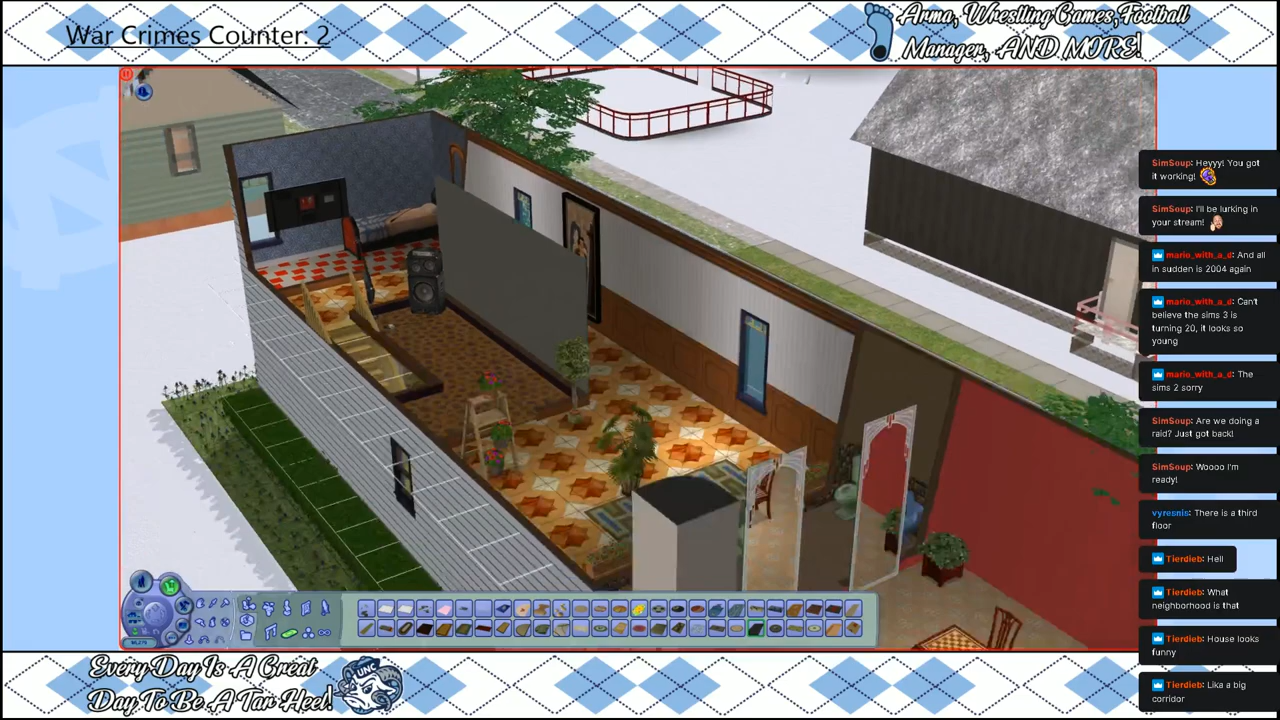 War Crimes Counter: 2
Arma, Wrestling Games,Football
Manager, AND MORE!
SimSoup: Heyyy! You got
it working!
SimSoup: I'll be lurking in
your stream!
mario_with_a_d: And all
in sudden is 2004 again
mario_with_a_d: Can't
believe the sims 3 is
turning 20, it looks so
young
mario_with_a_d: The
sims 2 sorry
SimSoup: Are we doing a
raid? Just got back!
SimSoup: Woooo I'm
ready!
vyresnis: There is a third
floor
Tierdieb: Hell
Tierdieb: What
neighborhood is that
Tierdieb: House looks
funny
Tierdieb: Lika a big
corridor
Every Day Is A Great
Day To Be A Tar Heel!
UNC